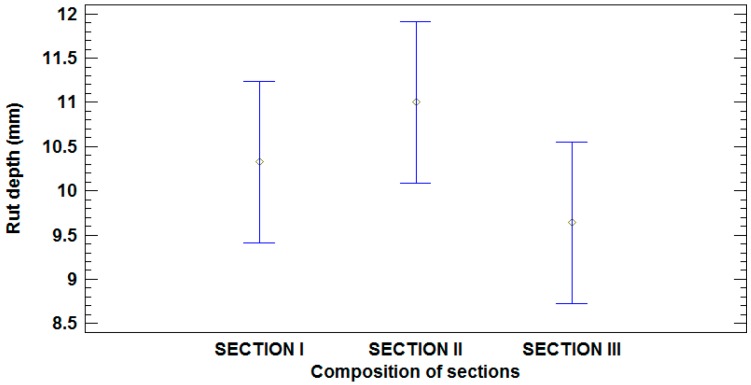 12
11.5
11
10.5
10
9.5
9
8.5
Rut depth (mm)
SECTION I SECTION II SECTION III
Composition of sections